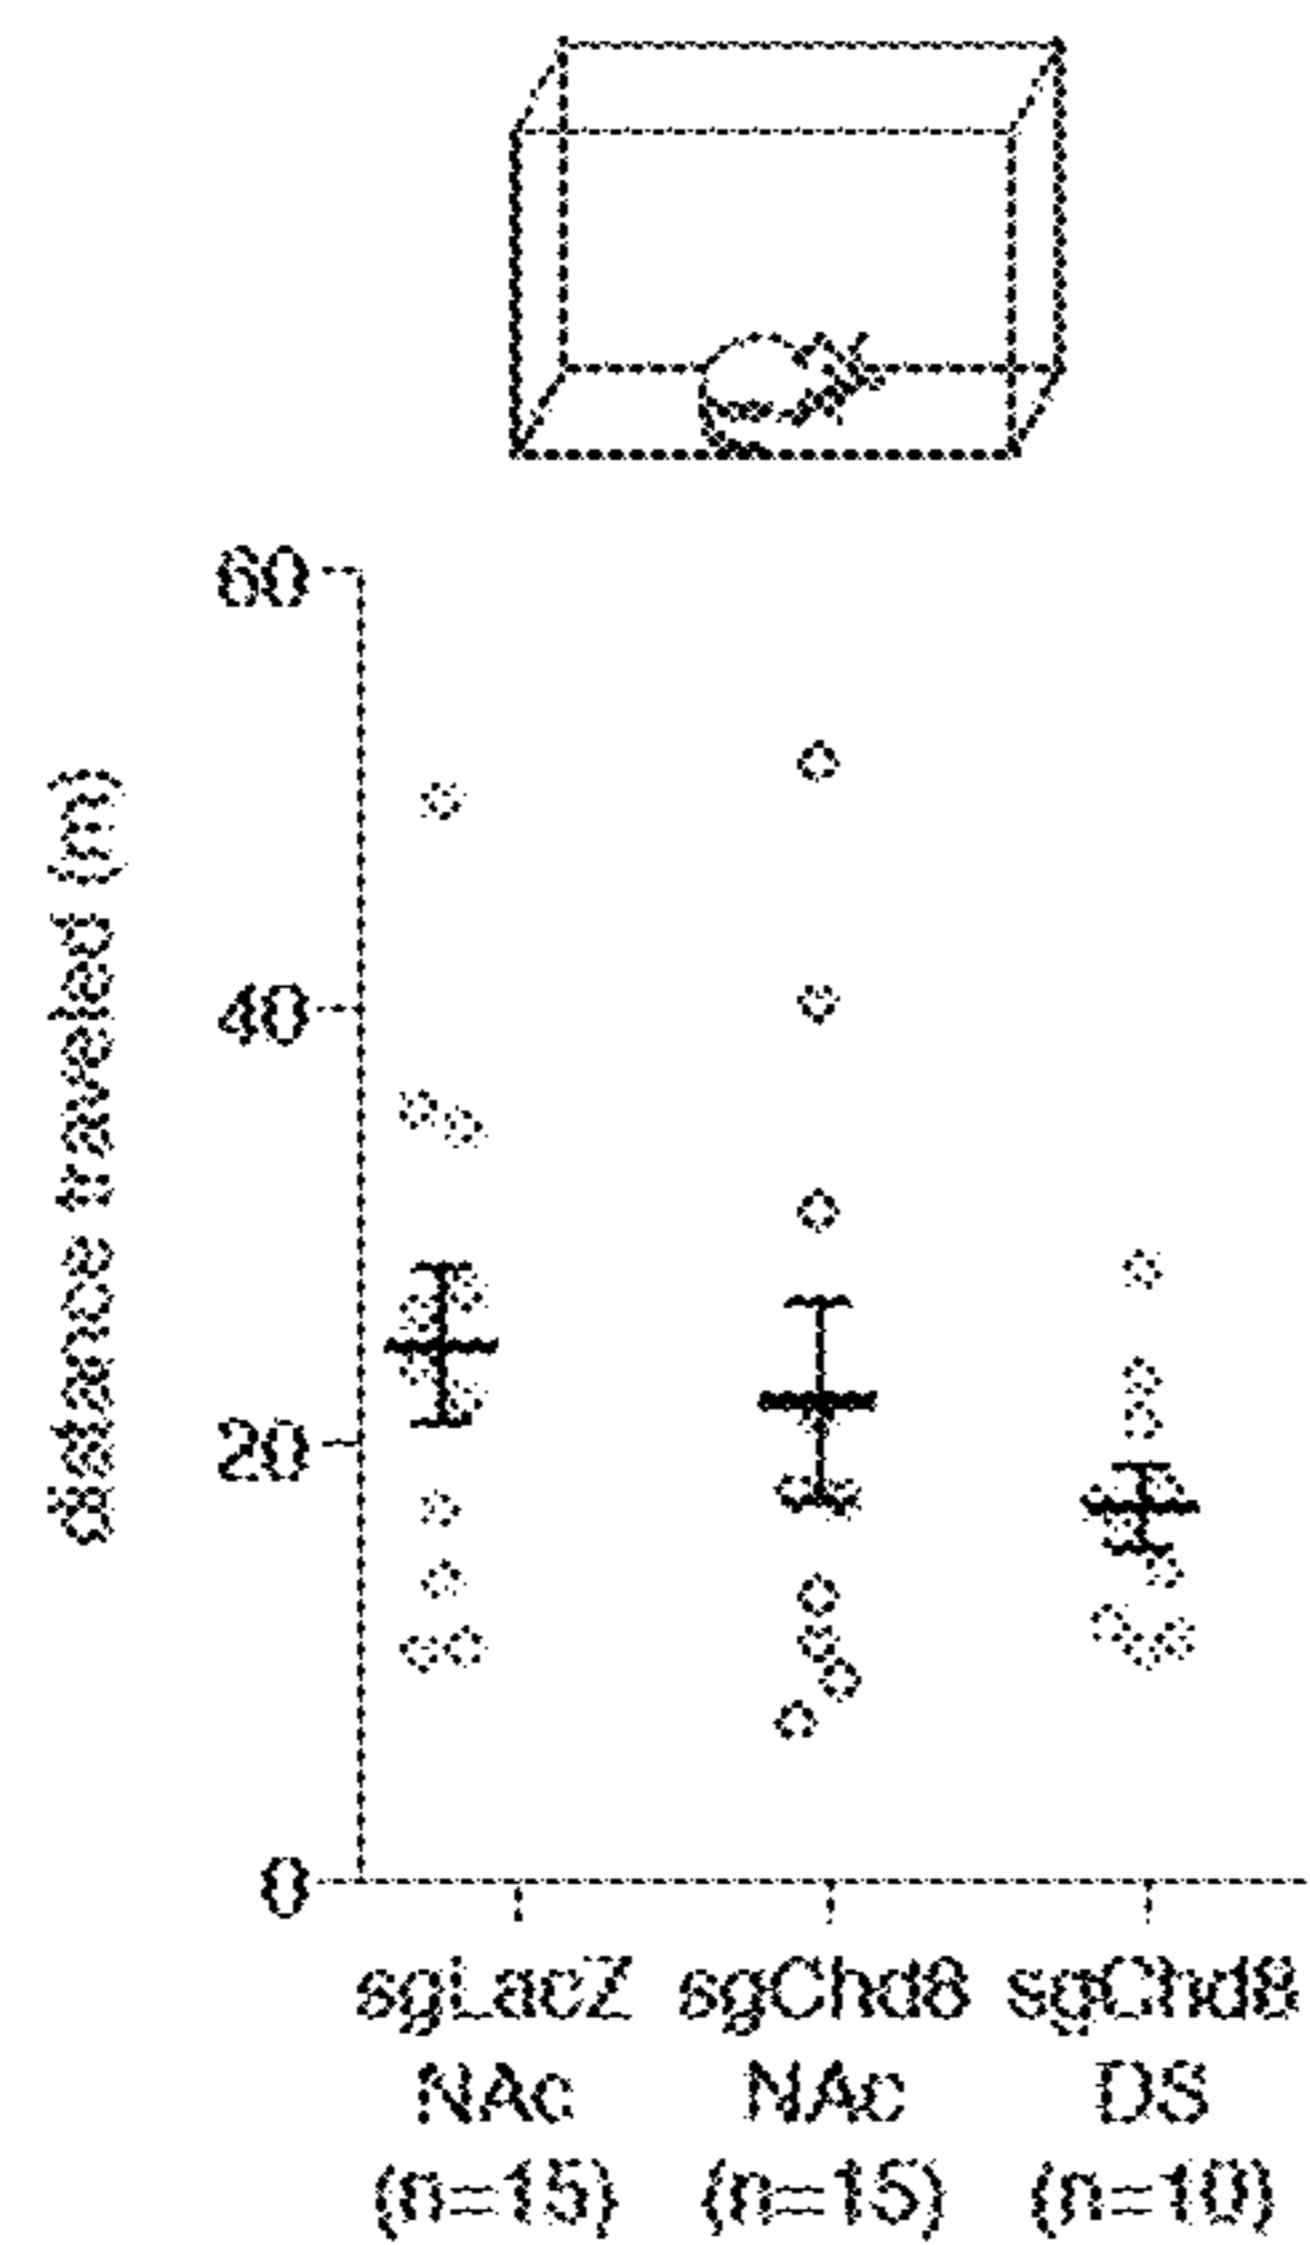 60
40
20
0
distance traveled (m)
sgLacZ sgChd8 sgChd8
NAc NAc DS
(n=15) (n=15) (n=10)